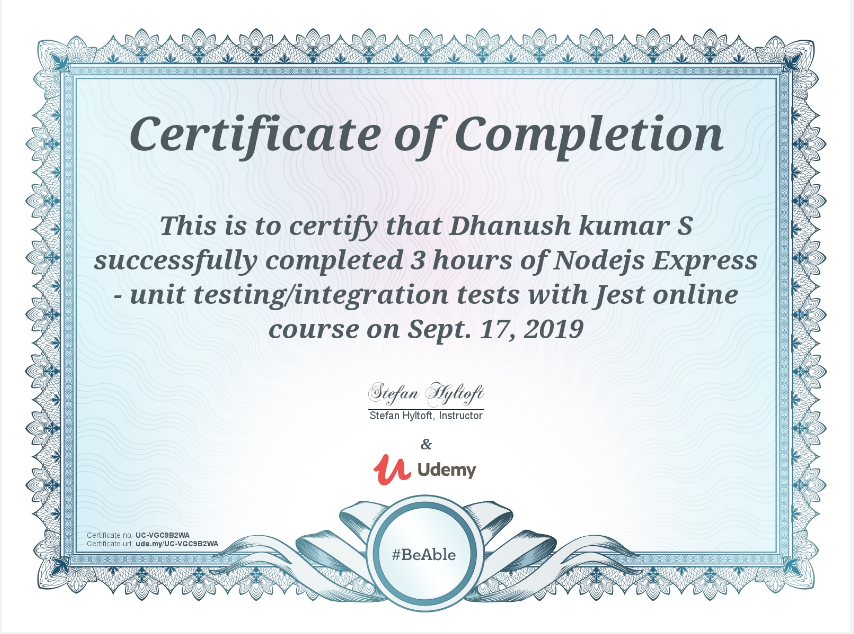 Certificate of Completion
This is to certify that Dhanush kumar S
successfully completed 3 hours of Nodejs Express
- unit testing/integration tests with Jest online
course on Sept. 17, 2019
Stefan Hyltoft
Stefan Hyltoft, Instructor
&
Udemy
Certificate no: UC-VGC9B2WA
Certificate url: ude.my/UC-VGC9B2WA
#BeAble